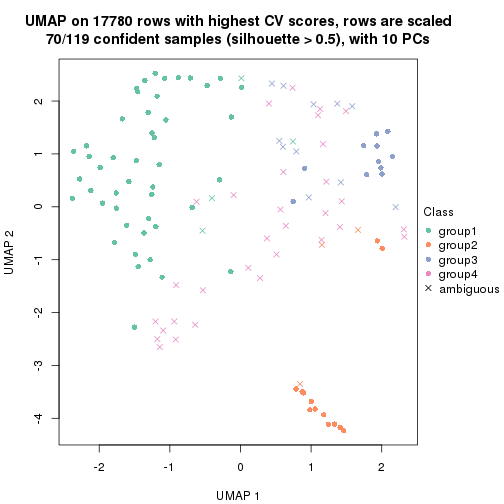 UMAP on 17780 rows with highest CV scores, rows are scaled
70/119 confident samples (silhouette > 0.5), with 10 PCs
2
1
0
-1
-2
-3
-4
UMAP 2
-2
-1
0
1
2
UMAP 1
Class
group1
group2
group3
group4
ambiguous